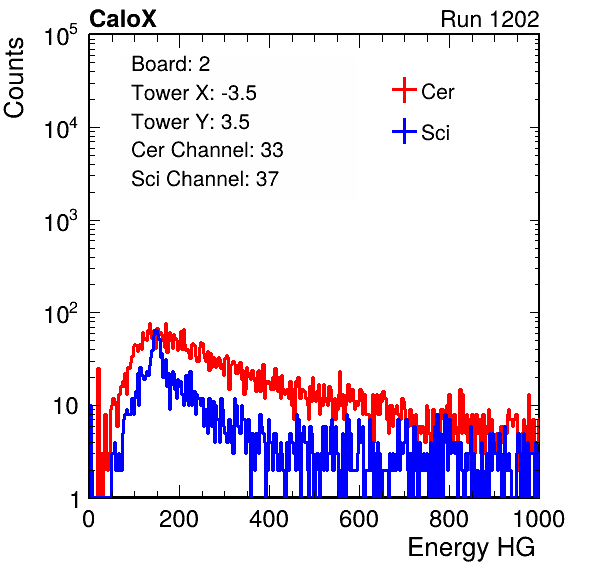 CaloX Run 1202
Counts
Board: 2
Tower X: -3.5
Tower Y: 3.5
Cer Channel: 33
Sci Channel: 37
Cer
Sci
10^5
10^4
10^3
10^2
10
1
0 200 400 600 800 1000
Energy HG